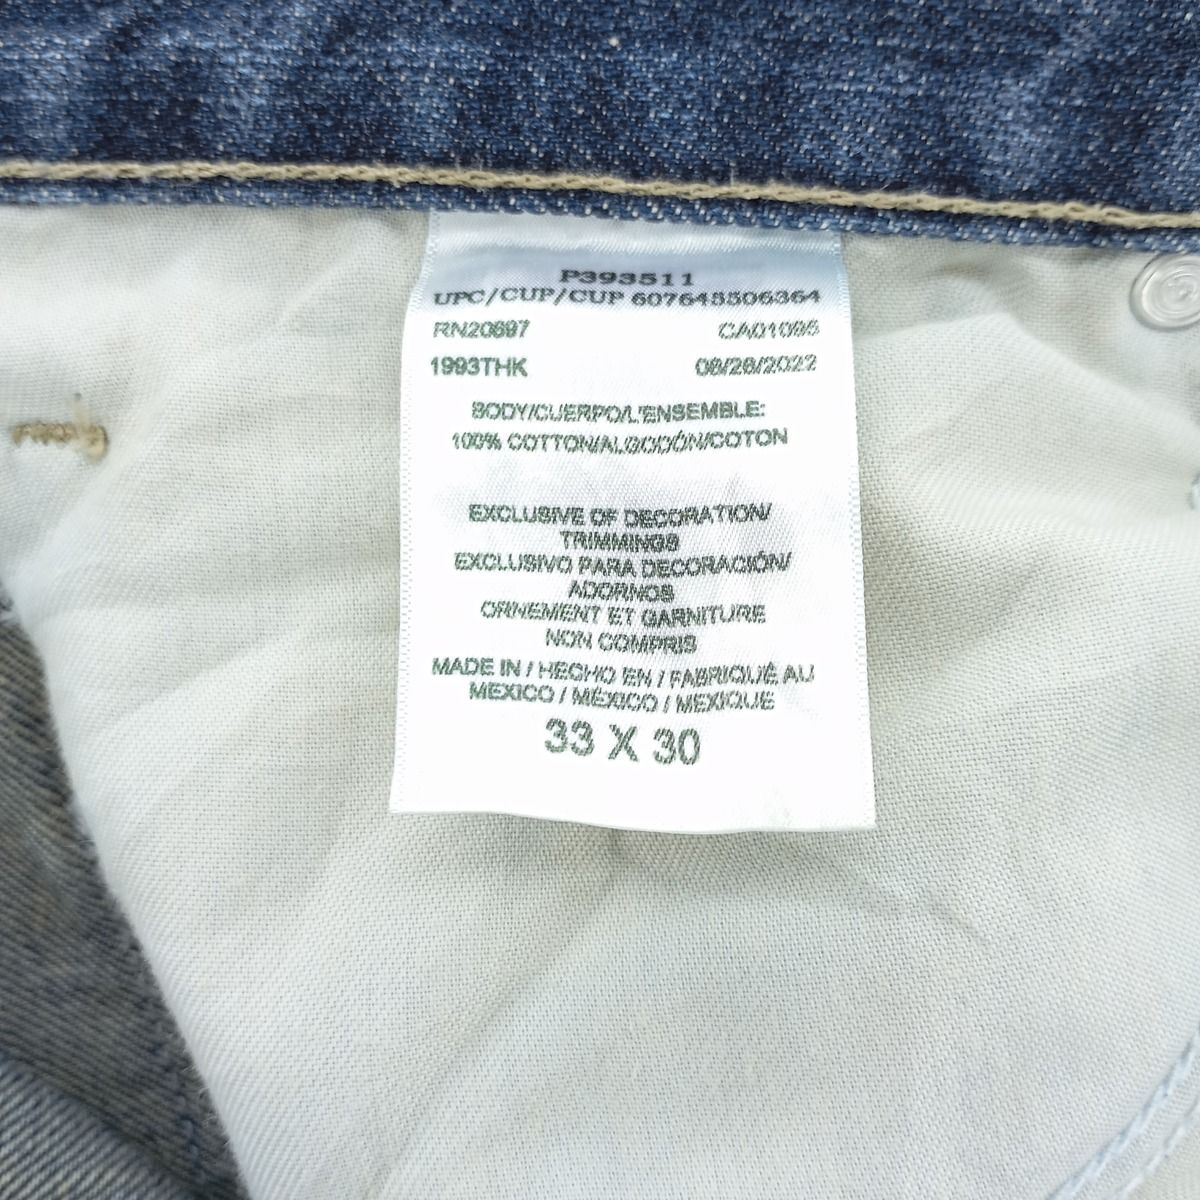 P393511
UPC/CUP/CUP 607645506364
RN20697 CA01095
1993THK 06/26/2022
BODY/CUERPO/L'ENSEMBLE:
100% COTTON/ALGODÓN/COTON
EXCLUSIVE OF DECORATION/
TRIMMINGS
EXCLUSIVO PARA DECORACIÓN/
ADORNOS
ORNEMENT ET GARNITURE
NON COMPRIS
MADE IN / HECHO EN / FABRIQUÉ AU
MEXICO / MÉXICO / MEXIQUE
33 X 30